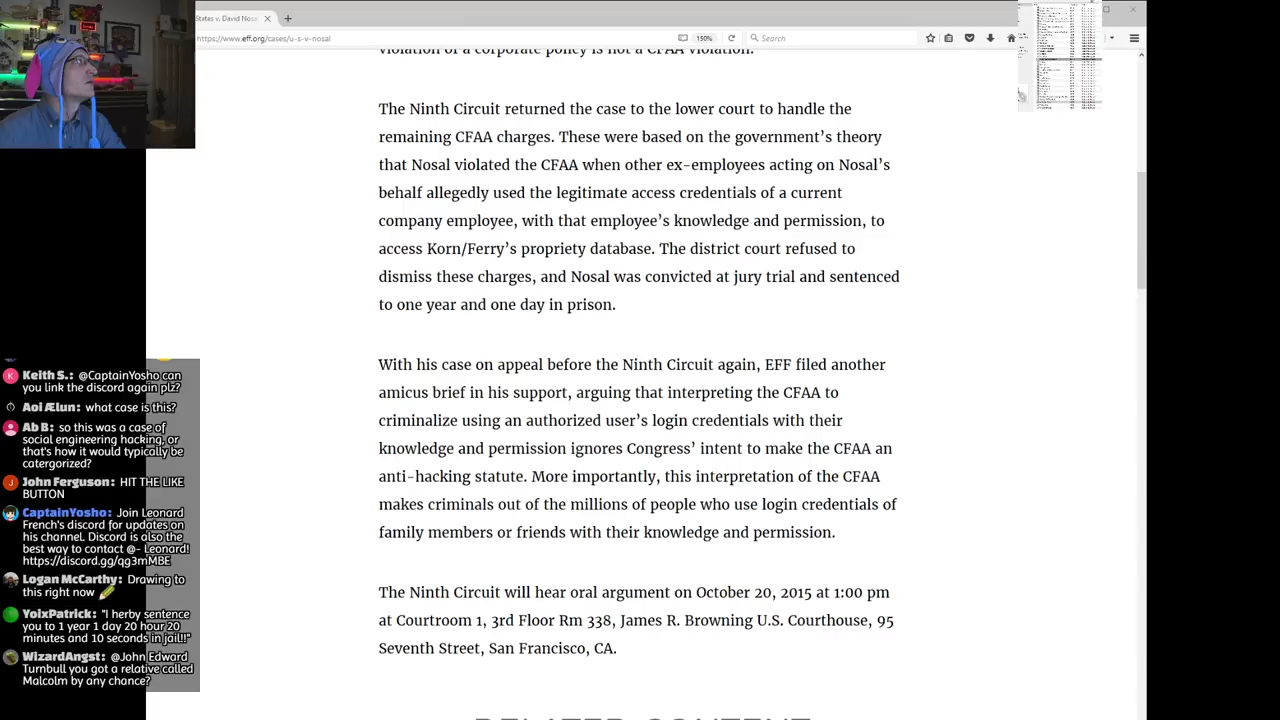 States v. David Nosa
https://www.eff.org/cases/u-s-v-nosal
150%
Search
violation of a corporate policy is not a CFAA violation.
The Ninth Circuit returned the case to the lower court to handle the
remaining CFAA charges. These were based on the government's theory
that Nosal violated the CFAA when other ex-employees acting on Nosal's
behalf allegedly used the legitimate access credentials of a current
company employee, with that employee's knowledge and permission, to
access Korn/Ferry's propriety database. The district court refused to
dismiss these charges, and Nosal was convicted at jury trial and sentenced
to one year and one day in prison.
With his case on appeal before the Ninth Circuit again, EFF filed another
amicus brief in his support, arguing that interpreting the CFAA to
criminalize using an authorized user's login credentials with their
knowledge and permission ignores Congress' intent to make the CFAA an
anti-hacking statute. More importantly, this interpretation of the CFAA
makes criminals out of the millions of people who use login credentials of
family members or friends with their knowledge and permission.
The Ninth Circuit will hear oral argument on October 20, 2015 at 1:00 pm
at Courtroom 1, 3rd Floor Rm 338, James R. Browning U.S. Courthouse, 95
Seventh Street, San Francisco, CA.
RELATED CONTENT
Keith S.: @CaptainYosho can
you link the discord again plz?
Aoi Ælun: what case is this?
Ab B: so this was a case of
social engineering hacking, or
that's how it would typically be
catergorized?
John Ferguson: HIT THE LIKE
BUTTON
CaptainYosho: Join Leonard
French's discord for updates on
his channel. Discord is also the
best way to contact @- Leonard!
https://discord.gg/qg3mMBE
Logan McCarthy: Drawing to
this right now
YoixPatrick: "I herby sentence
you to 1 year 1 day 20 hour 20
minutes and 10 seconds in jail!!"
WizardAngst: @John Edward
Turnbull you got a relative called
Malcolm by any chance?